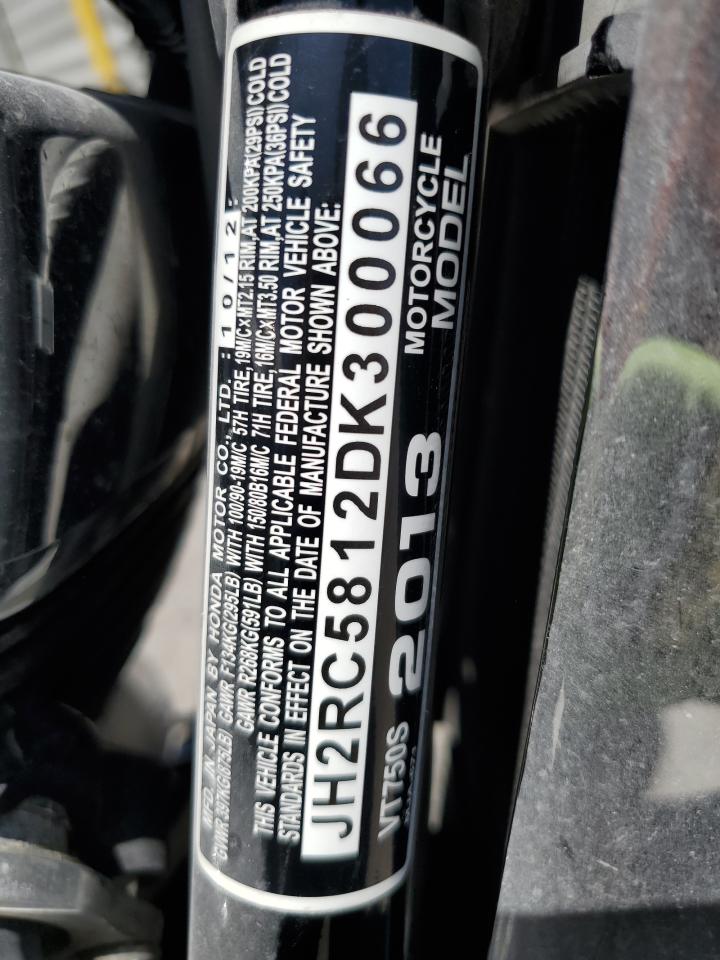 MFD. IN JAPAN BY HONDA MOTOR CO., LTD. : 10/12 :
GVWR 397KG(875LB) GAWR F134KG(295LB) WITH 100/90-19M/C 57H TIRE,19M/C×MT2.15 RIM,AT 200KPA(29PSI)COLD
GAWR R268KG(591LB) WITH 150/80B16M/C 71H TIRE,16M/C×MT3.50 RIM,AT 250KPA(36PSI)COLD
THIS VEHICLE CONFORMS TO ALL APPLICABLE FEDERAL MOTOR VEHICLE SAFETY
STANDARDS IN EFFECT ON THE DATE OF MANUFACTURE SHOWN ABOVE:
JH2RC5812DK300066
MOTORCYCLE
VT750S 2013 MODEL